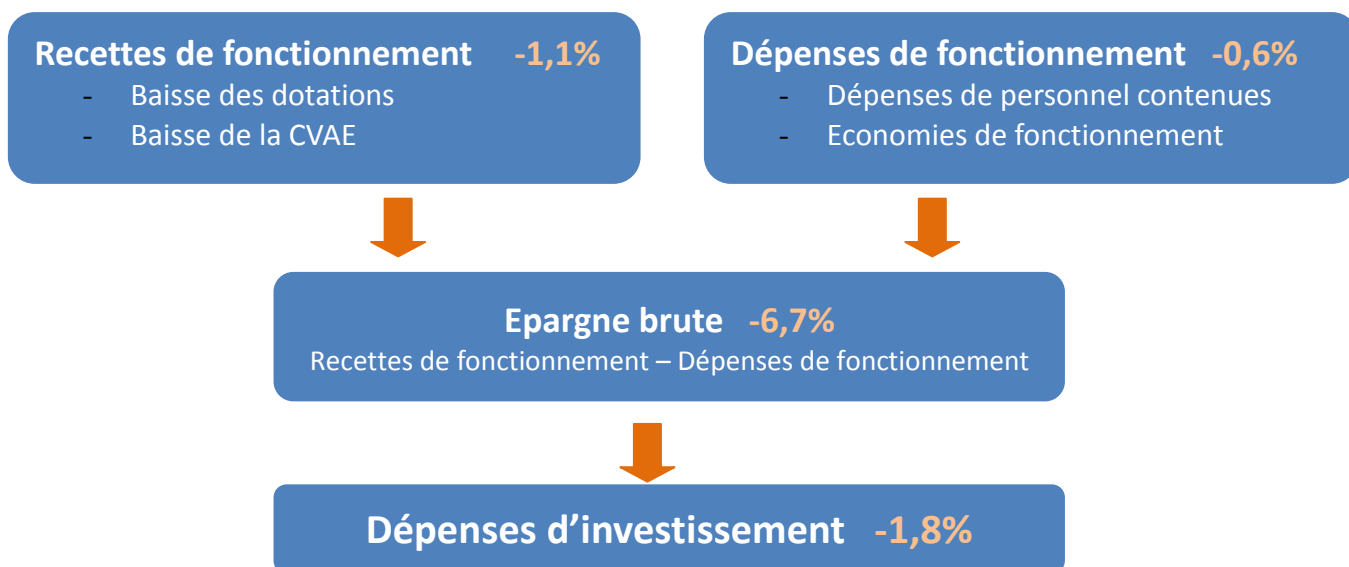 Recettes de fonctionnement -1,1%
- Baisse des dotations
- Baisse de la CVAE
Dépenses de fonctionnement -0,6%
- Dépenses de personnel contenues
- Economies de fonctionnement
Epargne brute -6,7%
Recettes de fonctionnement – Dépenses de fonctionnement
Dépenses d’investissement -1,8%